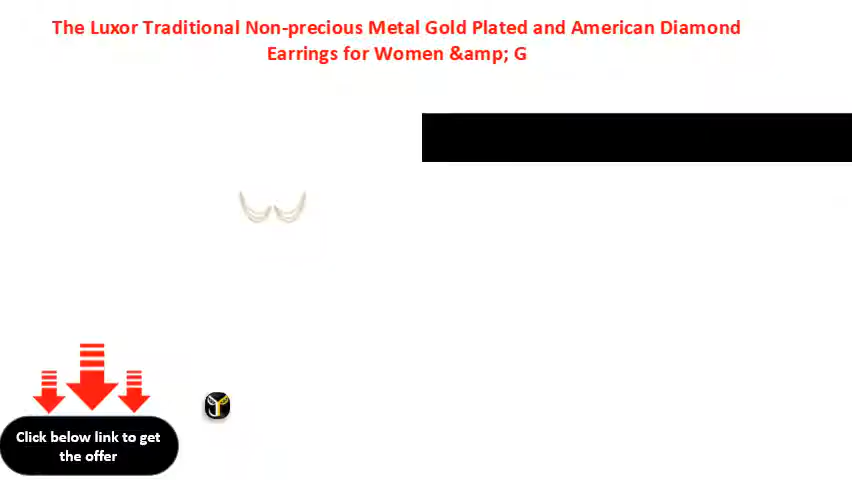 The Luxor Traditional Non-precious Metal Gold Plated and American Diamond
Earrings for Women &amp; G
Click below link to get
the offer